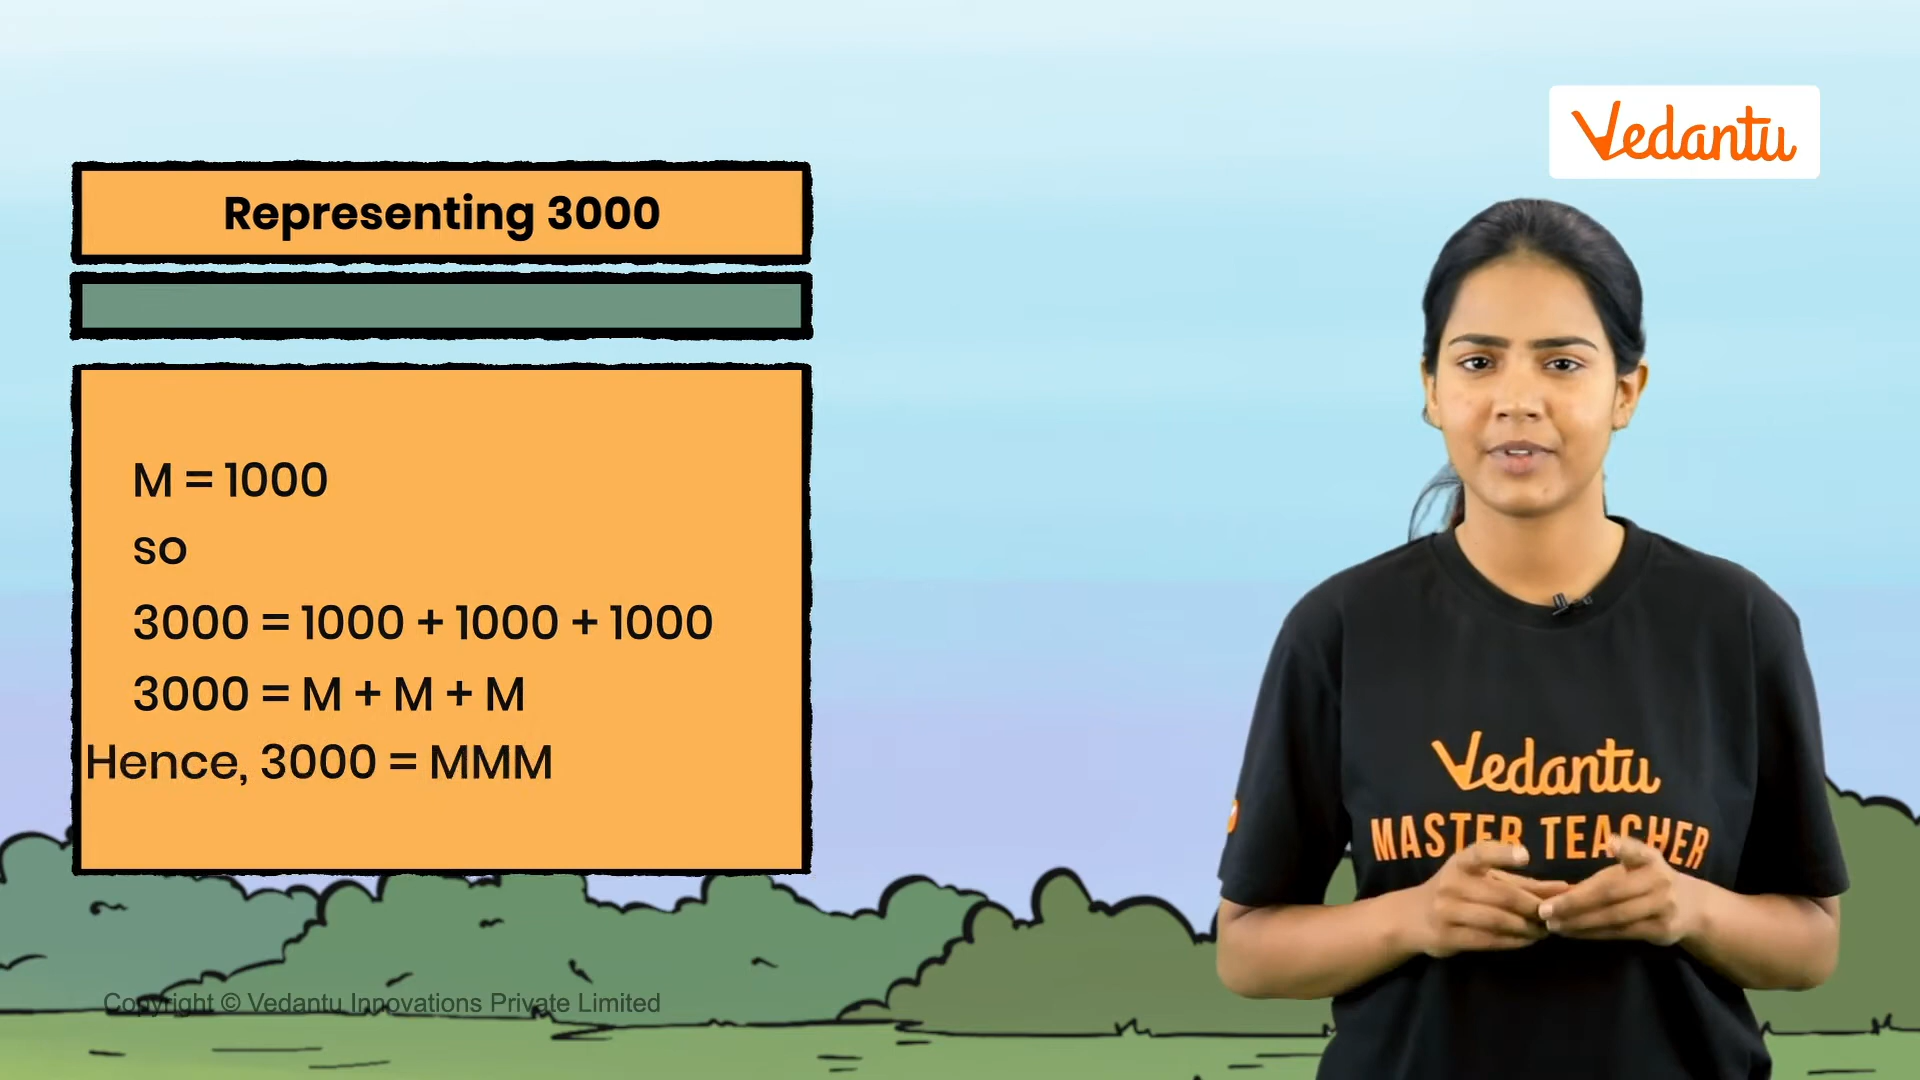 Vedantu
Representing 3000
M = 1000
so
3000 = 1000 + 1000 + 1000
3000 = M + M + M
Hence, 3000 = MMM
Vedantu
MASTER TEACHER
Copyright © Vedantu Innovations Private Limited